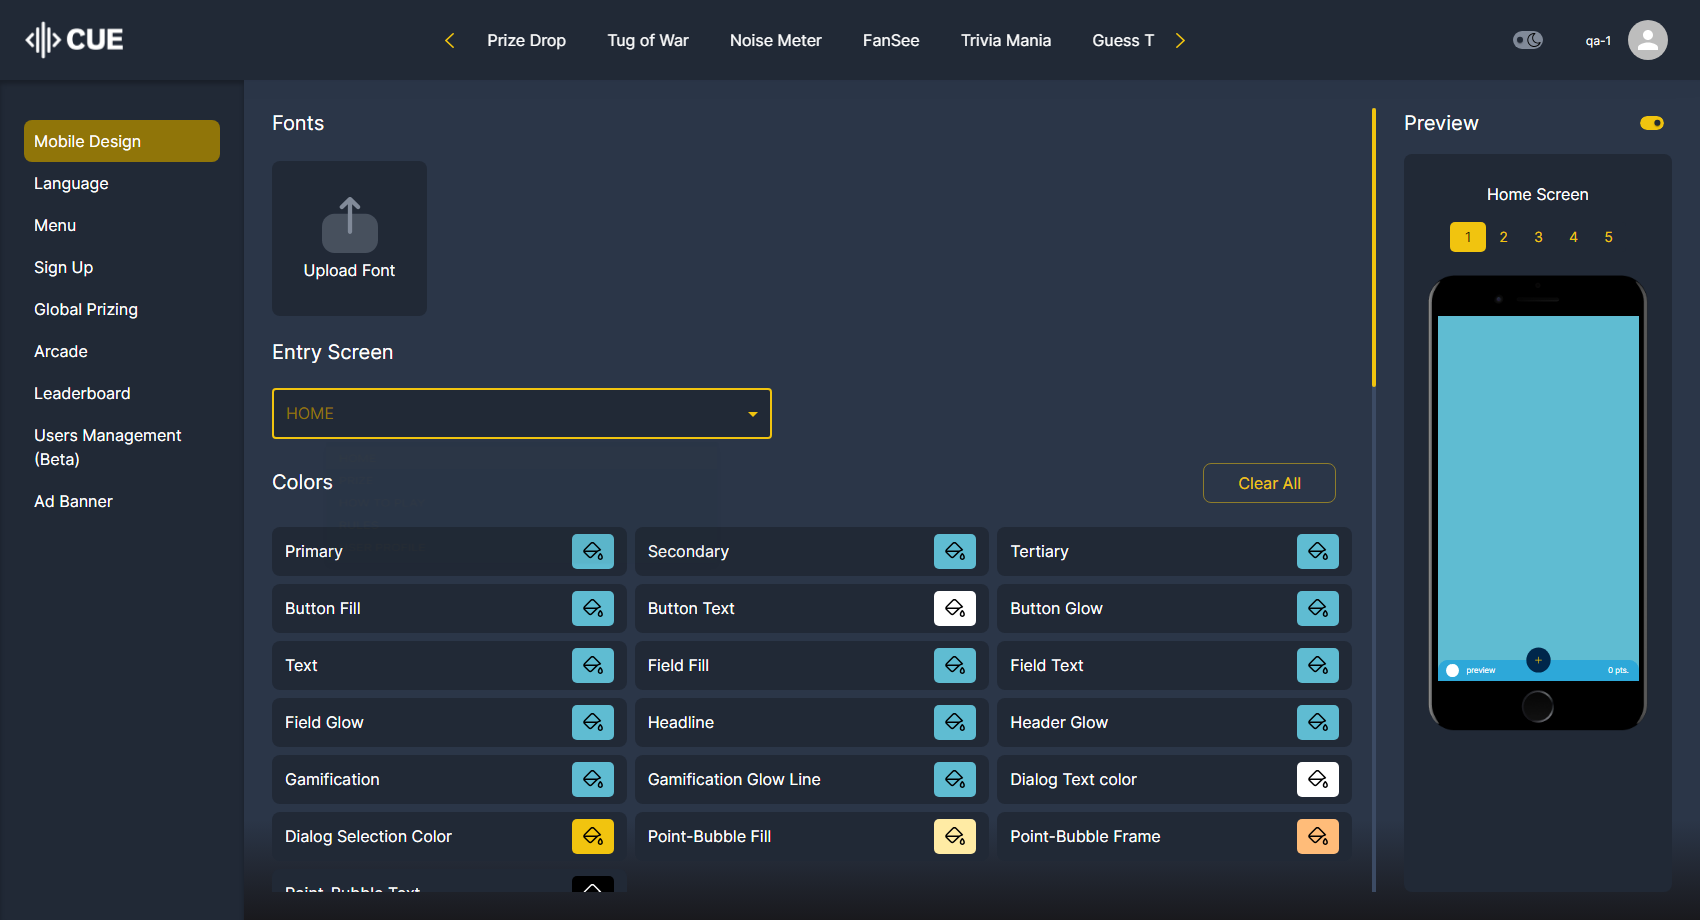 CUE
Prize Drop
Tug of War
Noise Meter
FanSee
Trivia Mania
Guess T
qa-1
Mobile Design
Language
Menu
Sign Up
Global Prizing
Arcade
Leaderboard
Users Management
(Beta)
Ad Banner
Fonts
Upload Font
Entry Screen
HOME
Colors
Clear All
Primary
Secondary
Tertiary
Button Fill
Button Text
Button Glow
Text
Field Fill
Field Text
Field Glow
Headline
Header Glow
Gamification
Gamification Glow Line
Dialog Text color
Dialog Selection Color
Point-Bubble Fill
Point-Bubble Frame
Point-Bubble Text
Preview
Home Screen
1 2 3 4 5
preview
+
0 pts.